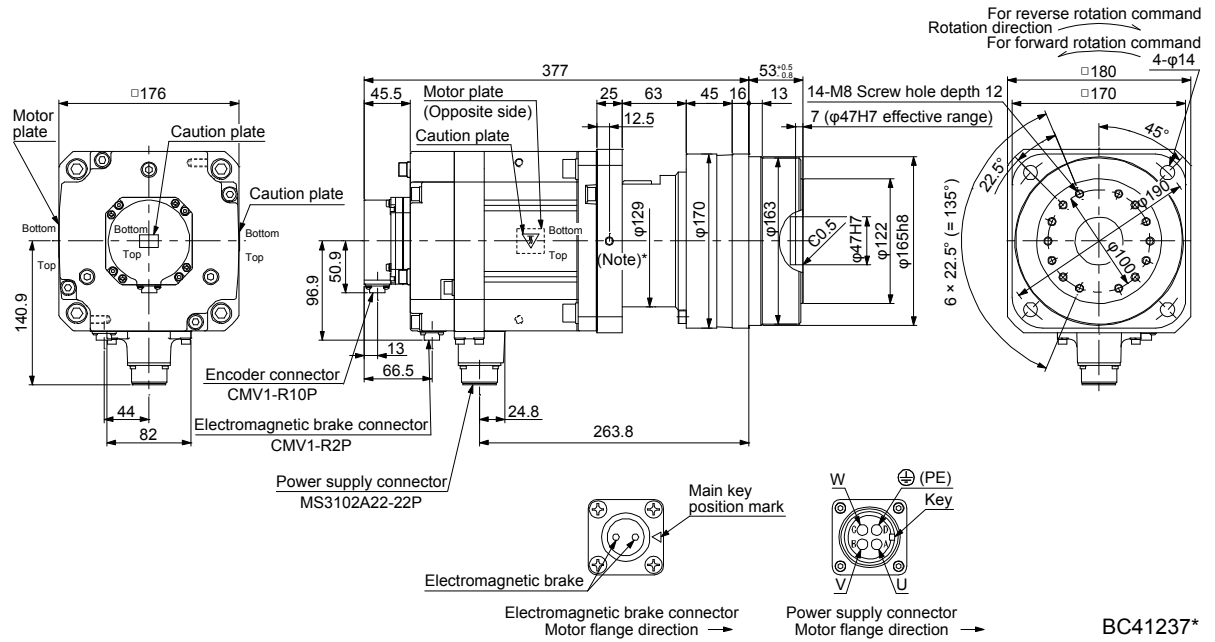 For reverse rotation command
Rotation direction
For forward rotation command
4-φ14
□180
□170
377
53 +0.5 -0.8
□176
45.5
Motor plate
(Opposite side)
25
63
45
16
13
14-M8 Screw hole depth 12
Motor
plate
Caution plate
Caution plate
12.5
7 (φ47H7 effective range)
45°
22.5°
Caution plate
φ190
Bottom
Bottom
Bottom
Bottom
Top
Top
Top
Top
(Note)*
φ129
φ170
φ163
C0.5
φ47H7
φ122
φ165h8
6 × 22.5° (= 135°)
φ100
140.9
96.9
50.9
13
Encoder connector
CMV1-R10P
66.5
44
82
Electromagnetic brake connector
CMV1-R2P
24.8
263.8
Power supply connector
MS3102A22-22P
Main key
position mark
W
(PE)
Key
C
D
B
A
Electromagnetic brake
V
U
Electromagnetic brake connector
Motor flange direction →
Power supply connector
Motor flange direction →
BC41237*